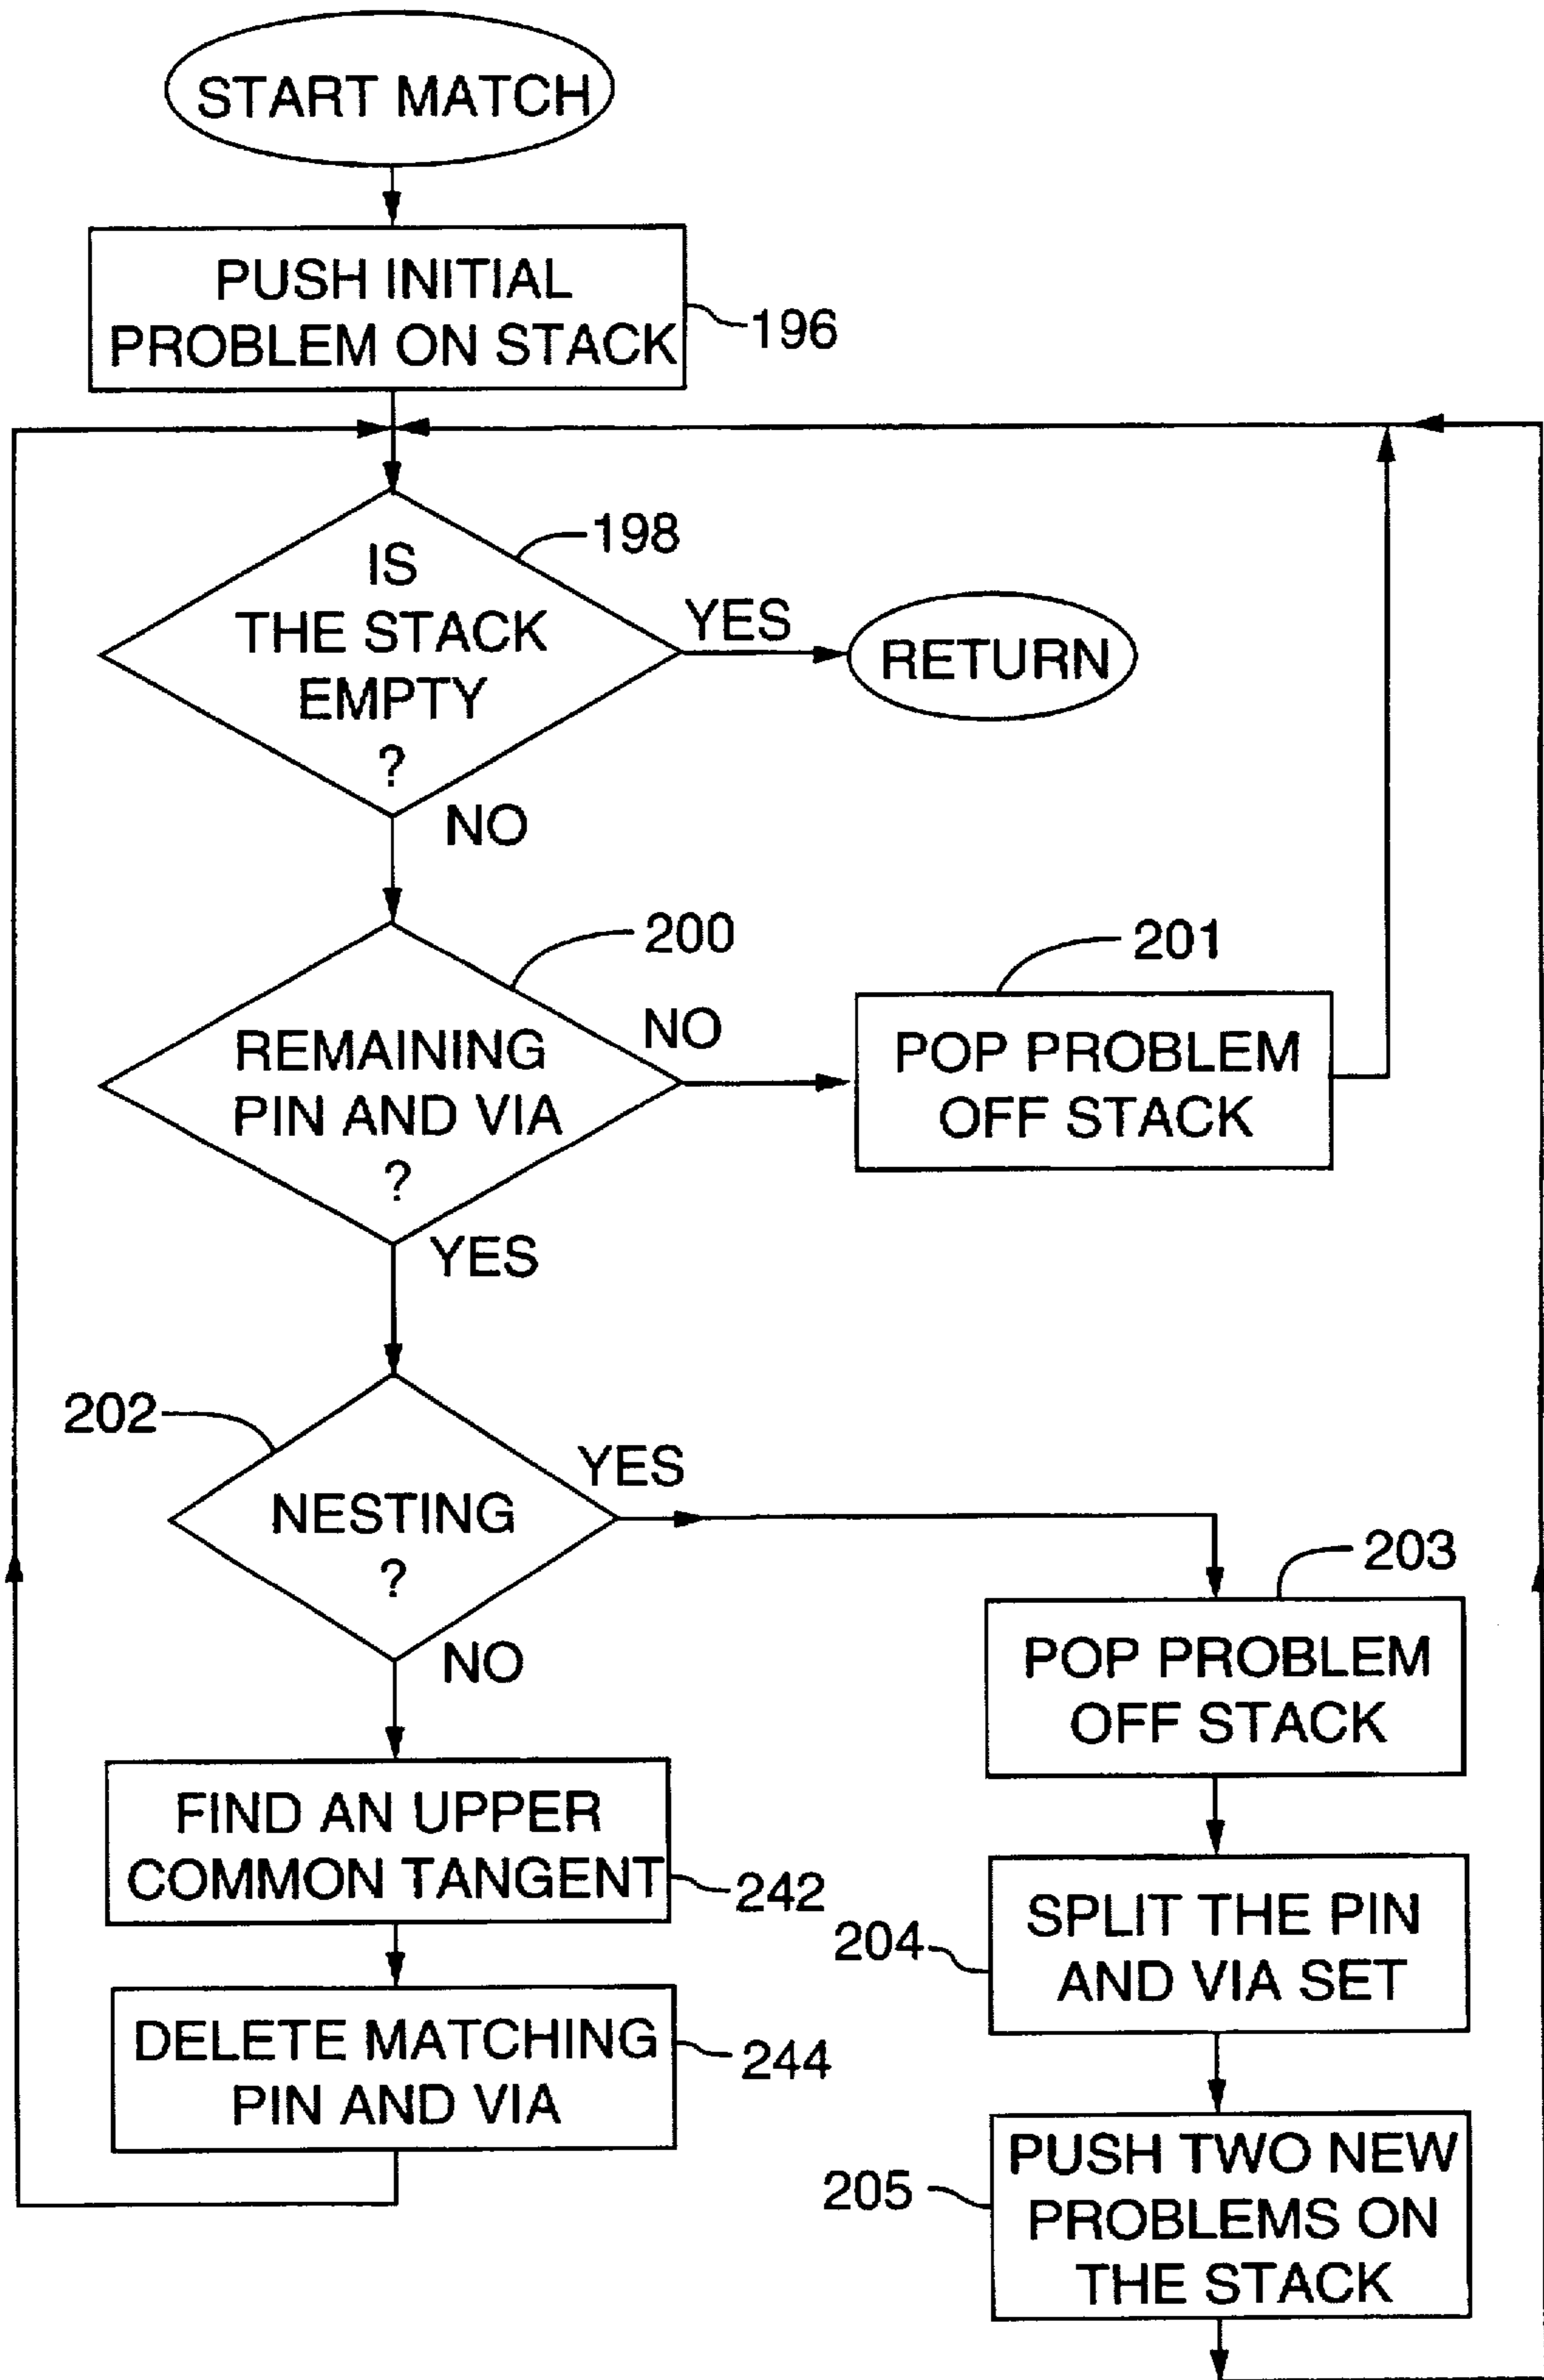 START MATCH
PUSH INITIAL
PROBLEM ON STACK
196
IS
THE STACK
EMPTY
?
198
YES
RETURN
NO
200
REMAINING
PIN AND VIA
?
NO
201
POP PROBLEM
OFF STACK
YES
202
NESTING
?
YES
NO
203
POP PROBLEM
OFF STACK
FIND AN UPPER
COMMON TANGENT
242
204
SPLIT THE PIN
AND VIA SET
DELETE MATCHING
PIN AND VIA
244
205
PUSH TWO NEW
PROBLEMS ON
THE STACK